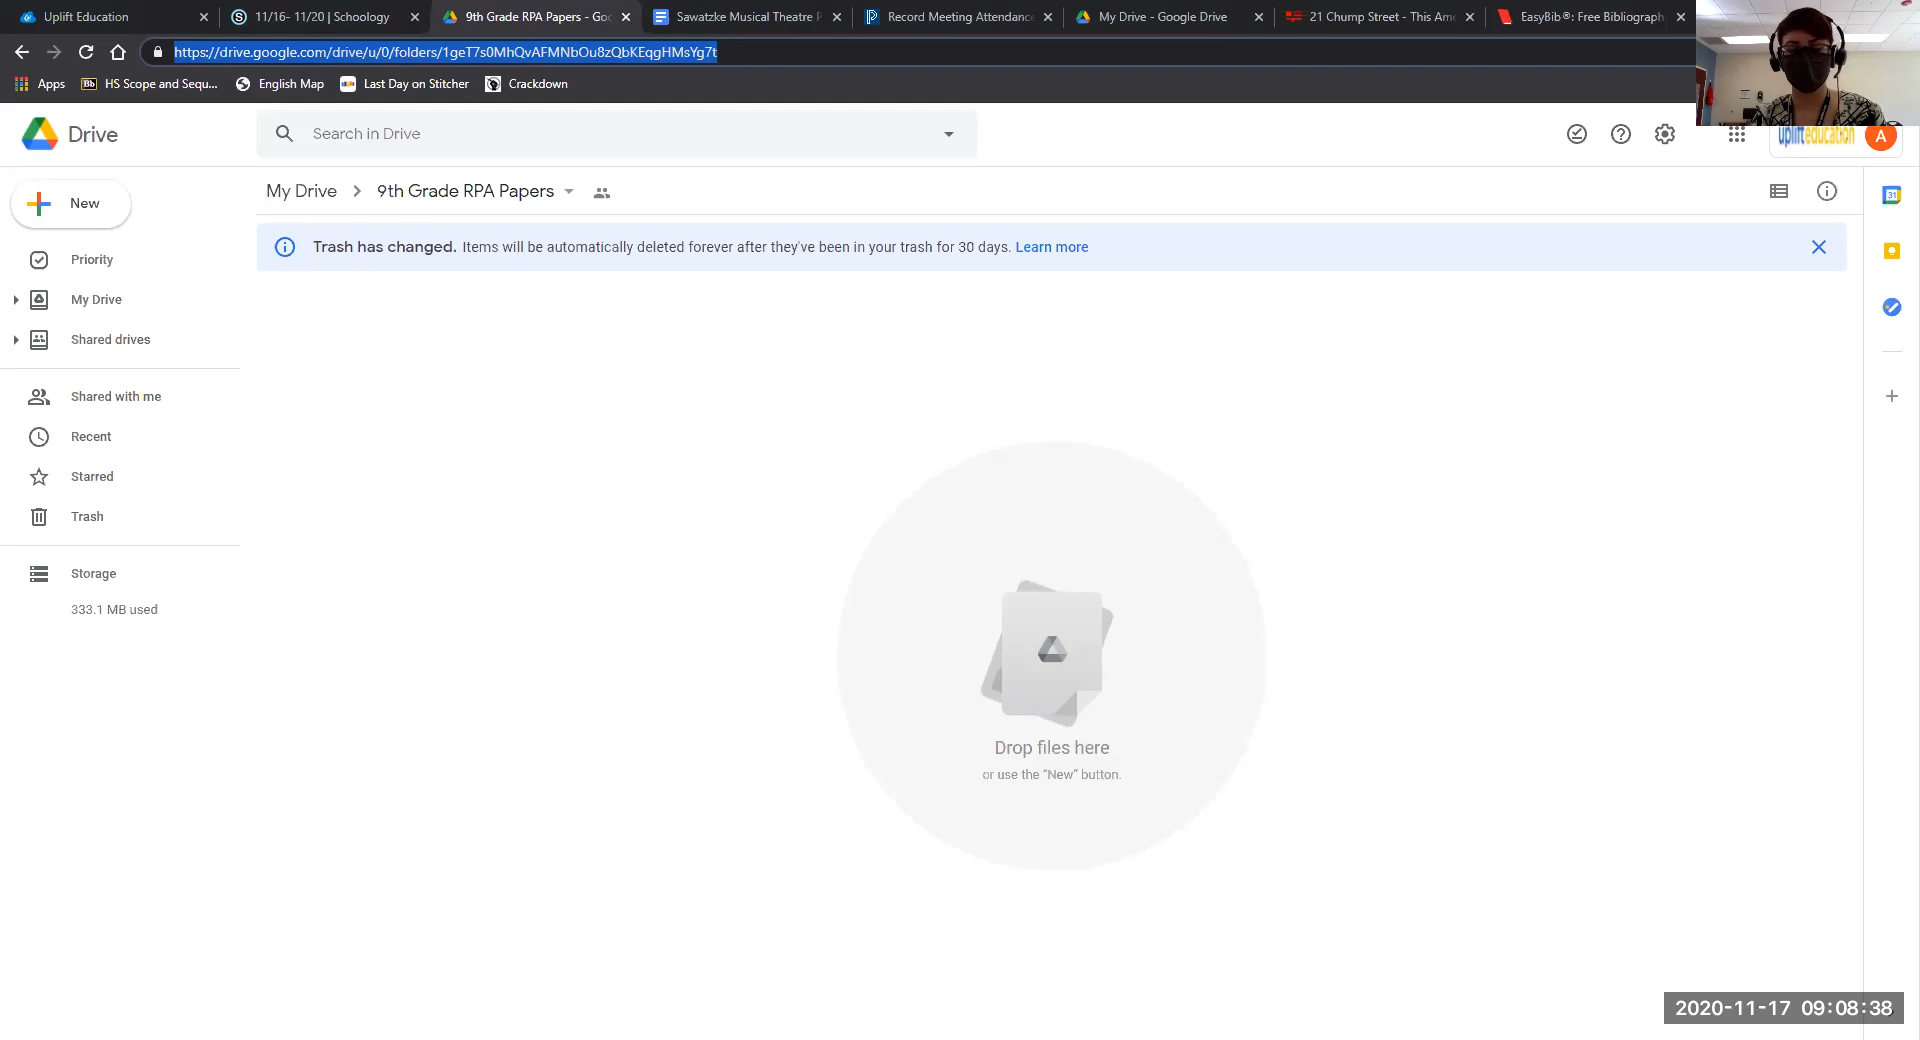 Uplift Education
11/16- 11/20 | Schoology
9th Grade RPA Papers - Goo
Sawatzke Musical Theatre P
Record Meeting Attendance
My Drive - Google Drive
21 Chump Street - This Ame
EasyBib®: Free Bibliograph
https://drive.google.com/drive/u/0/folders/1geT7s0MhQvAFMNbOu8zQbKEqgHMsYg7t
Apps
Bb HS Scope and Sequ...
English Map
Last Day on Stitcher
Crackdown
Drive
Search in Drive
uplifteducation
A
My Drive > 9th Grade RPA Papers
New
Trash has changed. Items will be automatically deleted forever after they've been in your trash for 30 days. Learn more
31
Priority
My Drive
Shared drives
Shared with me
Recent
Starred
Trash
Storage
333.1 MB used
Drop files here
or use the “New” button.
2020-11-17 09:08:38